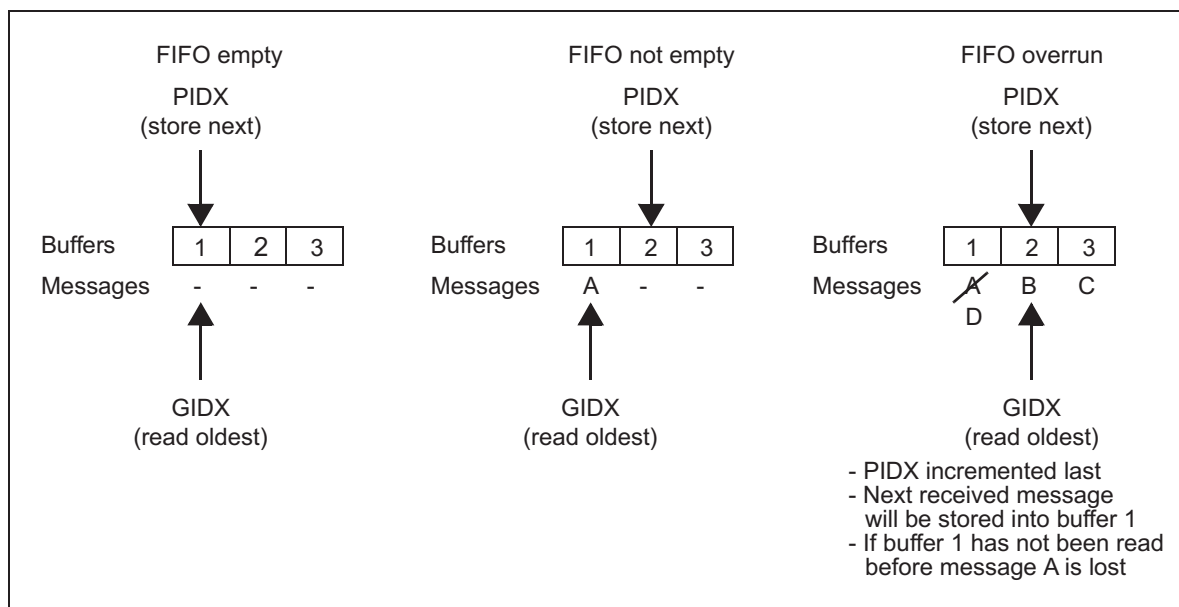 FIFO empty
PIDX
(store next)
Buffers 1 2 3
Messages - - -
GIDX
(read oldest)
FIFO not empty
PIDX
(store next)
Buffers 1 2 3
Messages A - -
GIDX
(read oldest)
FIFO overrun
PIDX
(store next)
Buffers 1 2 3
Messages A B C
D
GIDX
(read oldest)
- PIDX incremented last
- Next received message
will be stored into buffer 1
- If buffer 1 has not been read
before message A is lost